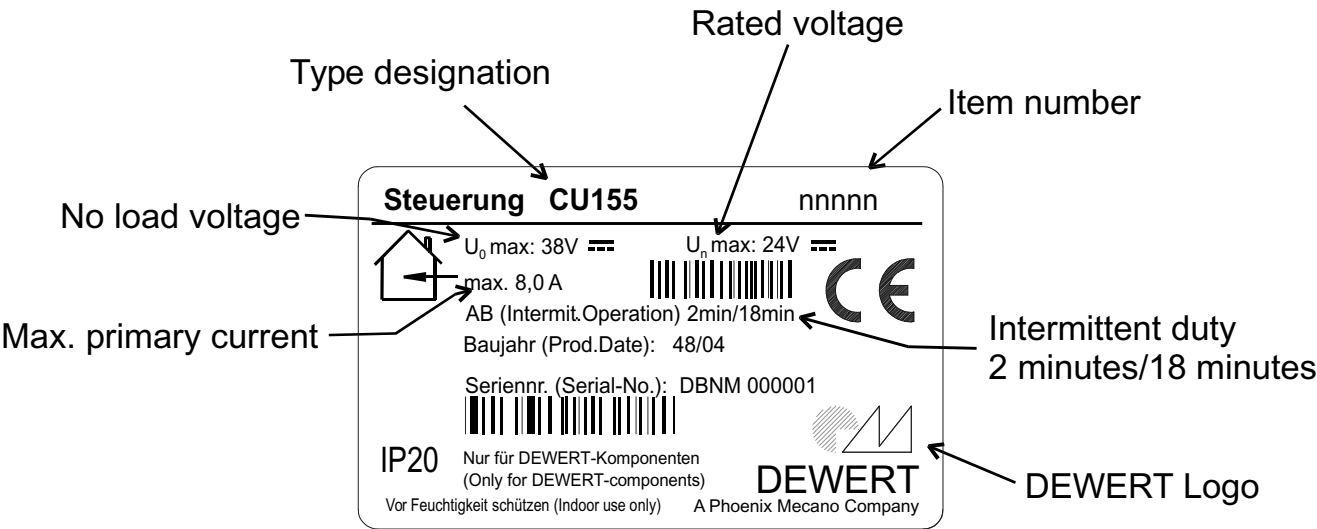 Rated voltage
Type designation
Item number
Steuerung CU155 nnnnn
No load voltage
U₀ max: 38V Uₙ max: 24V
max. 8,0 A
CE
AB (Intermit.Operation) 2min/18min
Max. primary current
Intermittent duty
2 minutes/18 minutes
Baujahr (Prod.Date): 48/04
Seriennr. (Serial-No.): DBNM 000001
IP20
Nur für DEWERT-Komponenten
(Only for DEWERT-components)
Vor Feuchtigkeit schützen (Indoor use only)
DEWERT
A Phoenix Mecano Company
DEWERT Logo